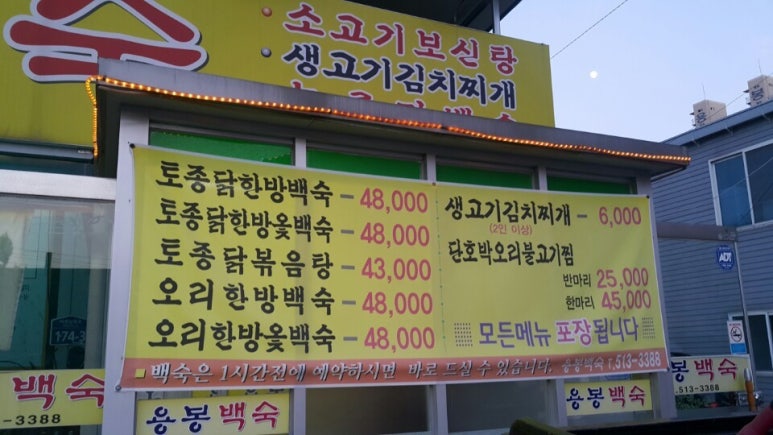 숙
소고기보신탕
생고기김치찌개
토종닭한방백숙 - 48,000
토종닭한방옻백숙 - 48,000
토종닭볶음탕 - 43,000
오리한방백숙 - 48,000
오리한방옻백숙 - 48,000
생고기김치찌개 - 6,000
(2인 이상)
단호박오리불고기찜
반마리 25,000
한마리 45,000
모든메뉴 포장됩니다
백숙은 1시간전에 예약하시면 바로 드실 수 있습니다. 용봉백숙 T.513-3388
백숙
-3388
용봉백숙
용봉백숙
백숙
.513-3388
ADT
174-3